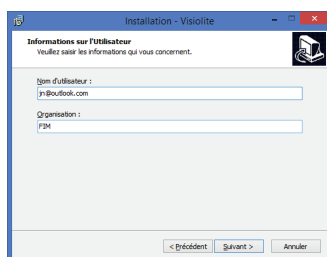 Installation - Visiolite
Informations sur l'Utilisateur
Veuillez saisir les informations qui vous concernent.
Nom d'utilisateur :
jn@outlook.com
Organisation :
FIM
< Précédent
Suivant >
Annuler